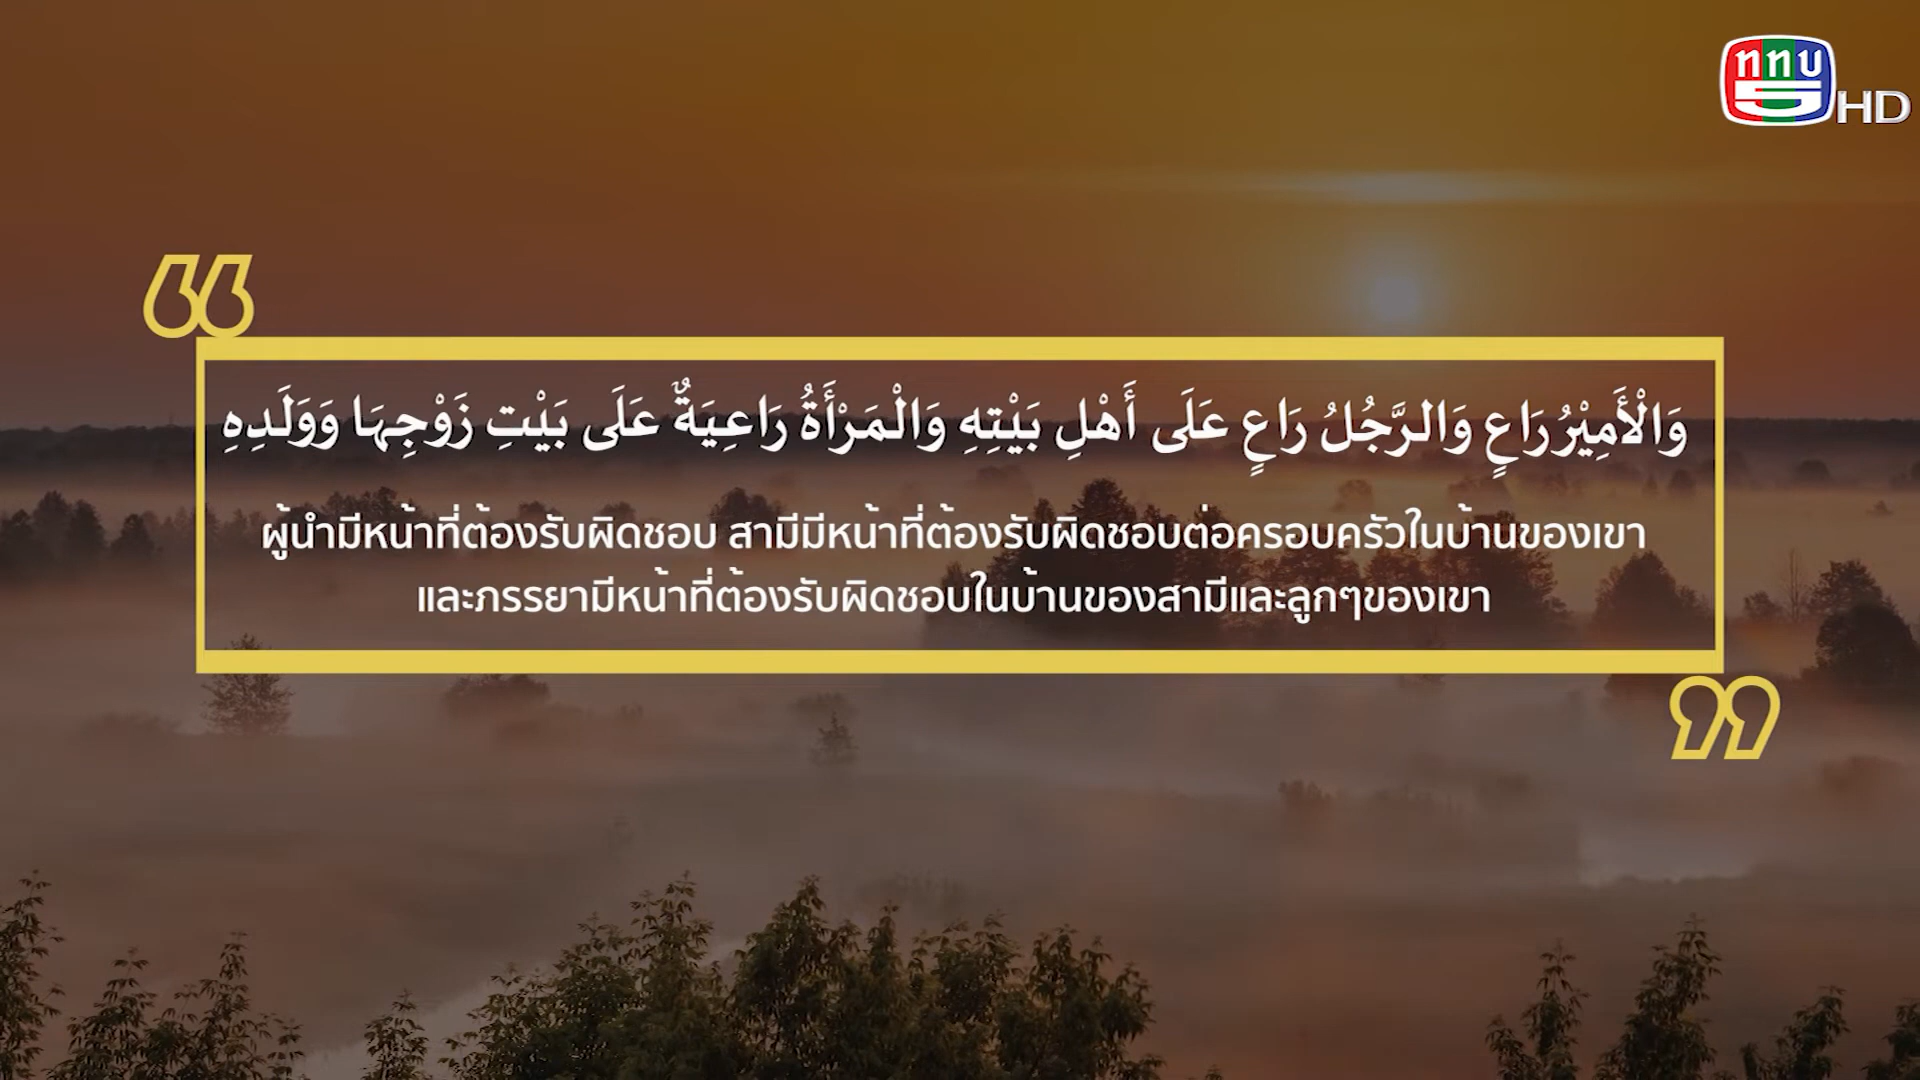 ททบ
5
HD
وَالْأَمِيْرُ رَاعٍ وَالرَّجُلُ رَاعٍ عَلَى أَهْلِ بَيْتِهِ وَالْمَرْأَةُ رَاعِيَةٌ عَلَى بَيْتِ زَوْجِهَا وَوَلَدِهِ
ผู้นำมีหน้าที่ต้องรับผิดชอบ สามีมีหน้าที่ต้องรับผิดชอบต่อครอบครัวในบ้านของเขา
และภรรยามีหน้าที่ต้องรับผิดชอบในบ้านของสามีและลูกๆของเขา